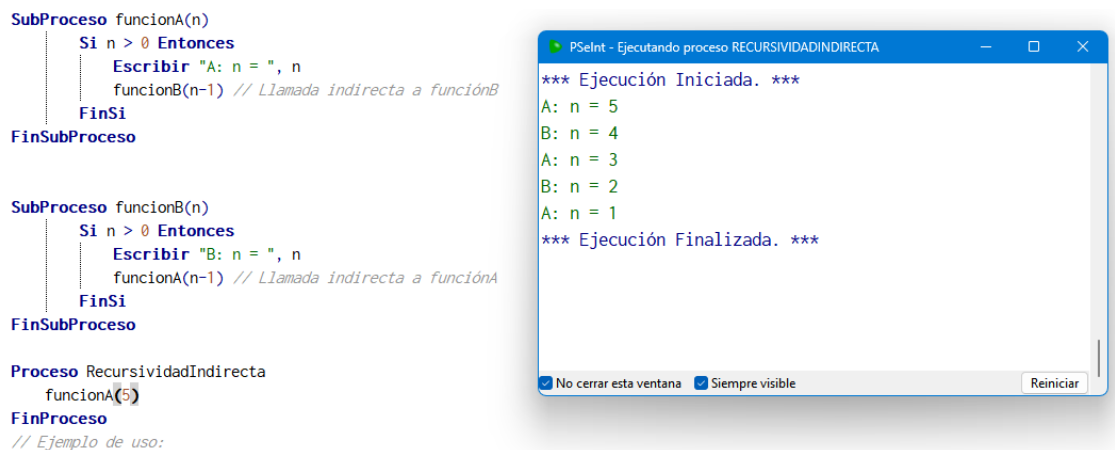 SubProceso funcionA(n)
Si n > 0 Entonces
Escribir "A: n = ", n
funcionB(n-1) // Llamada indirecta a funciónB
FinSi
FinSubProceso
SubProceso funcionB(n)
Si n > 0 Entonces
Escribir "B: n = ", n
funcionA(n-1) // Llamada indirecta a funciónA
FinSi
FinSubProceso
Proceso RecursividadIndirecta
funcionA(5)
FinProceso
// Ejemplo de uso:
PSeInt - Ejecutando proceso RECURSIVIDADINDIRECTA
*** Ejecución Iniciada. ***
A: n = 5
B: n = 4
A: n = 3
B: n = 2
A: n = 1
*** Ejecución Finalizada. ***
No cerrar esta ventana Siempre visible Reiniciar